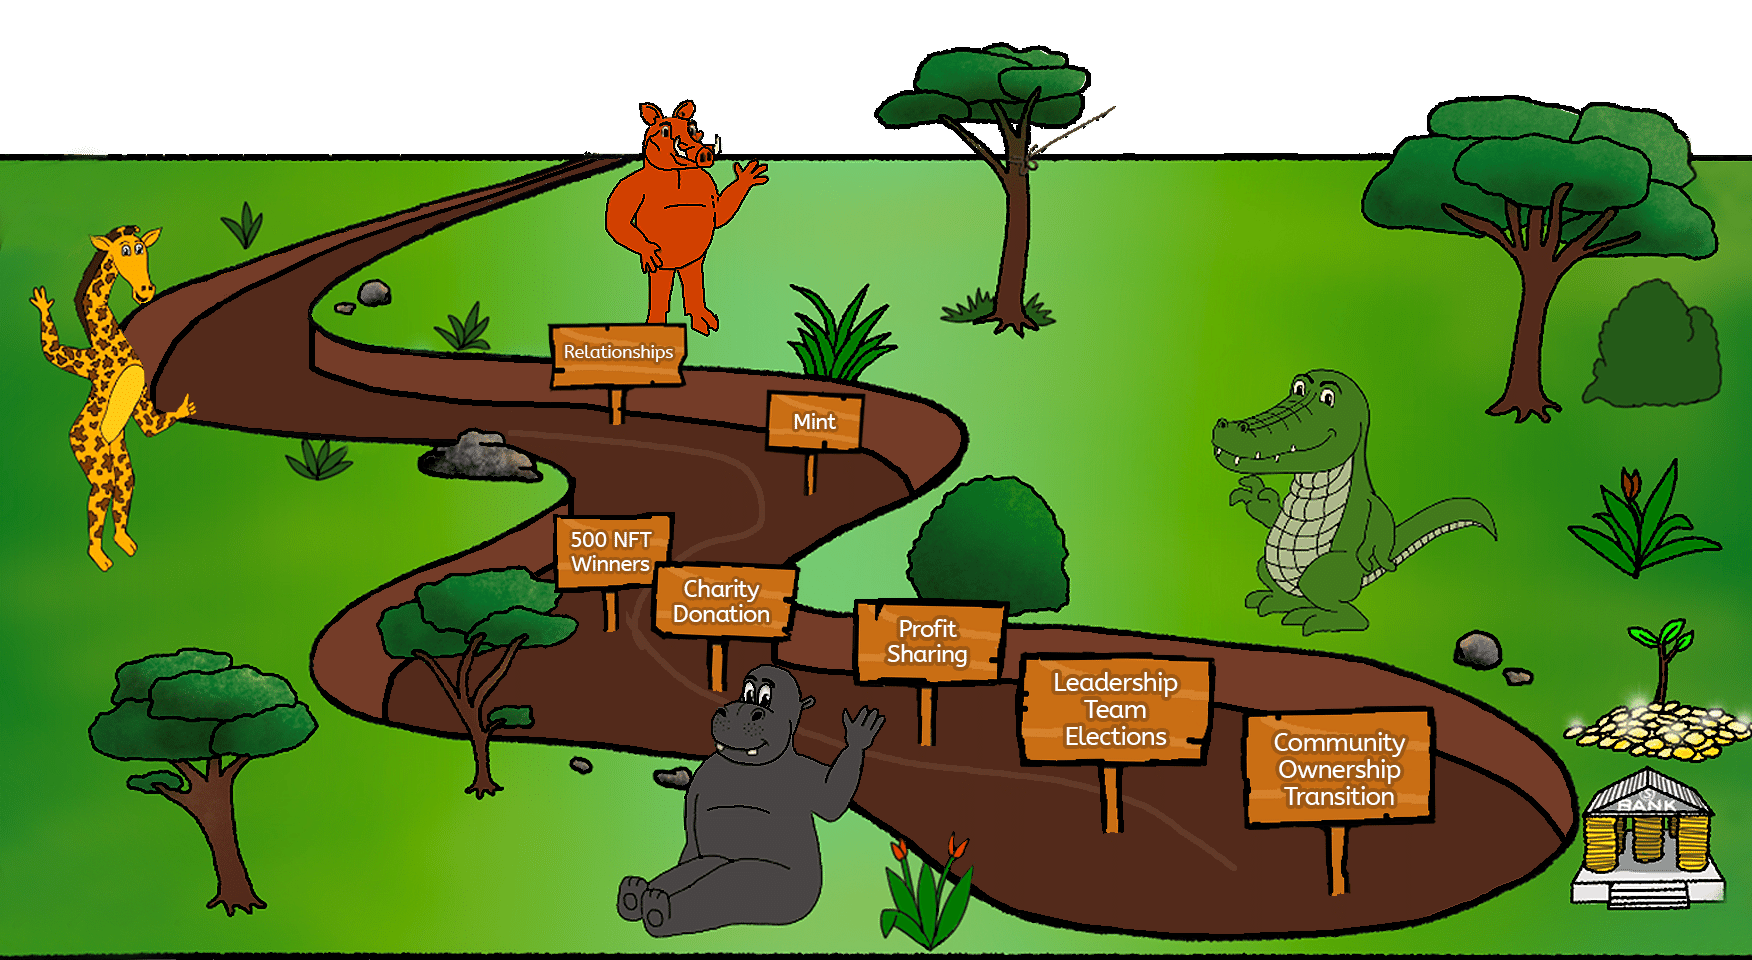 Relationships
Mint
500 NFT
Winners
Charity
Donation
Profit
Sharing
Leadership
Team
Elections
Community
Ownership
Transition
BANK